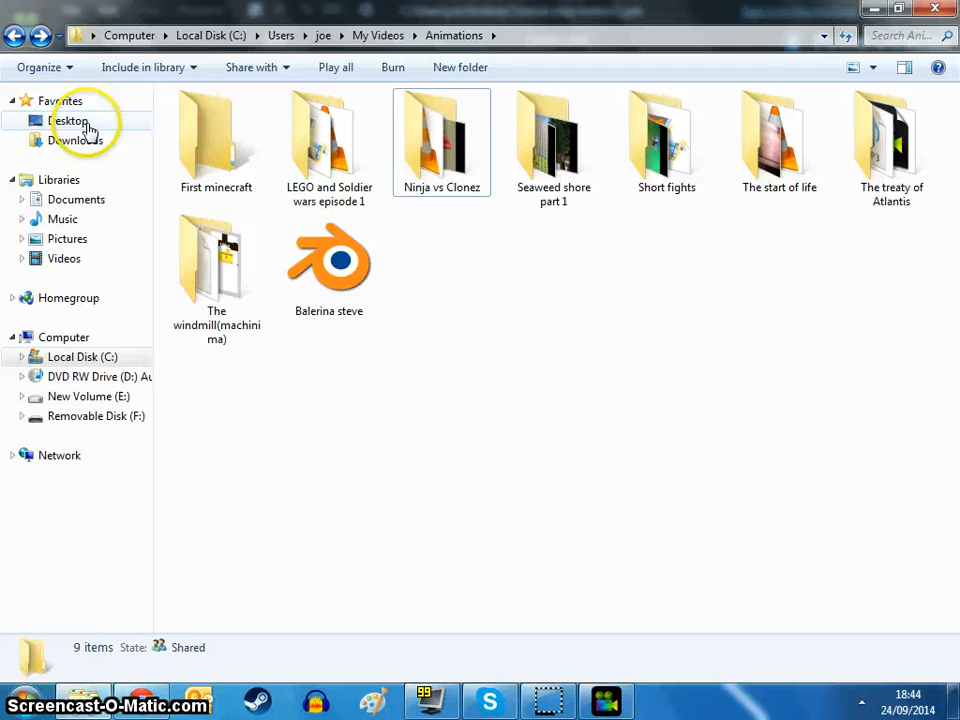 Computer Local Disk (C:) Users joe My Videos Animations Search Ani...
Organize Include in library Share with Play all Burn New folder
Favorites
Desktop
Downloads
Libraries
Documents
Music
Pictures
Videos
Homegroup
Computer
Local Disk (C:)
DVD RW Drive (D:) Au
New Volume (E:)
Removable Disk (F:)
Network
First minecraft
LEGO and Soldier
wars episode 1
Ninja vs Clonez
Seaweed shore
part 1
Short fights
The start of life
The treaty of
Atlantis
The
windmill(machini
ma)
Balerina steve
9 items State: Shared
99
18:44
24/09/2014
Screencast-O-Matic.com